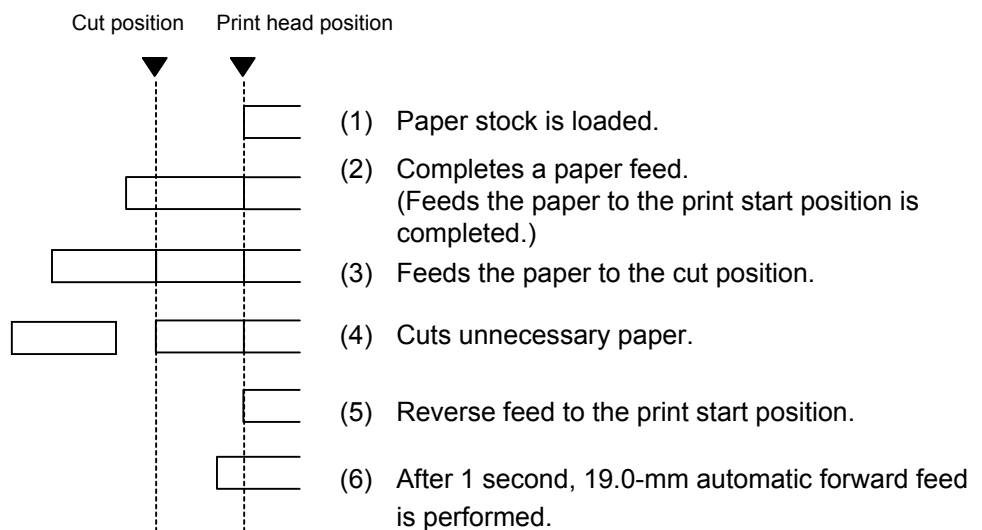 Cut position Print head position
(1) Paper stock is loaded.
(2) Completes a paper feed.
(Feeds the paper to the print start position is
completed.)
(3) Feeds the paper to the cut position.
(4) Cuts unnecessary paper.
(5) Reverse feed to the print start position.
(6) After 1 second, 19.0-mm automatic forward feed
is performed.